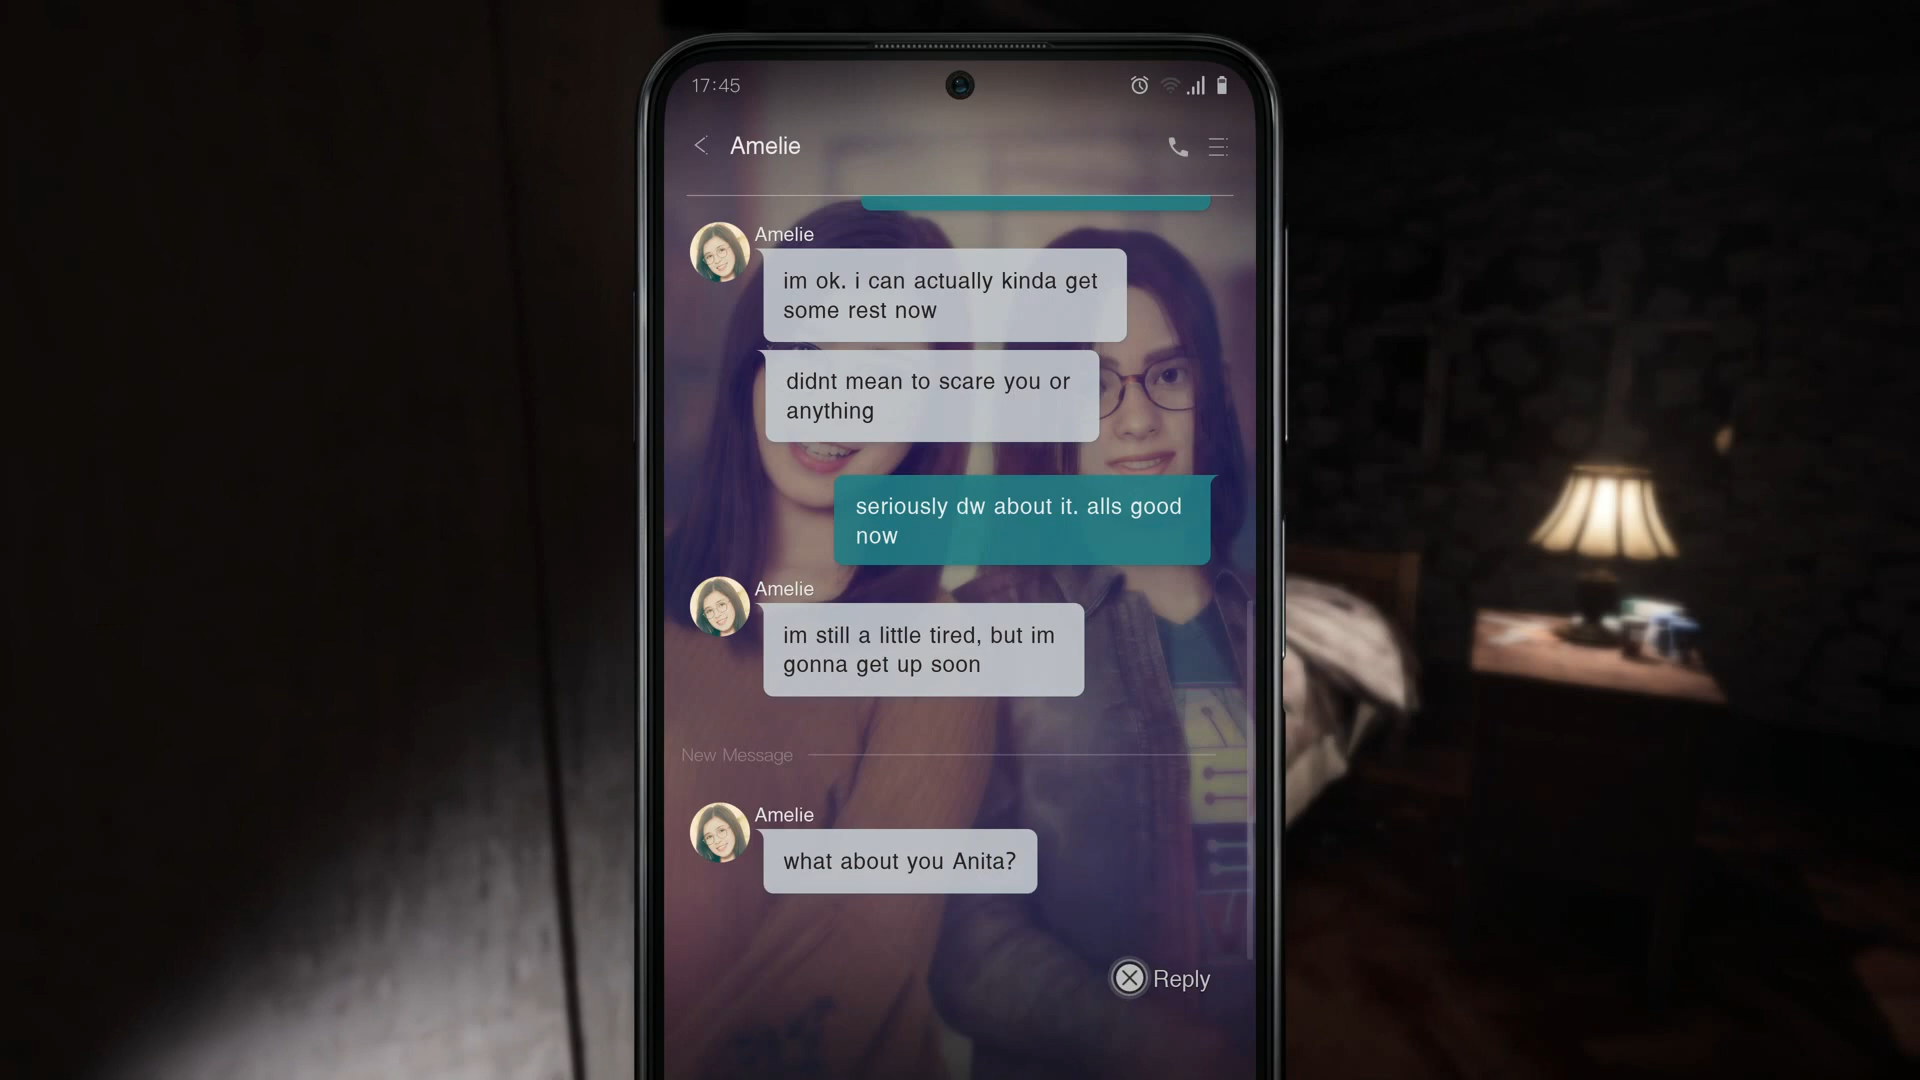 17:45
Amelie
Amelie
im ok. i can actually kinda get
some rest now
didnt mean to scare you or
anything
seriously dw about it. alls good
now
Amelie
im still a little tired, but im
gonna get up soon
New Message
Amelie
what about you Anita?
Reply